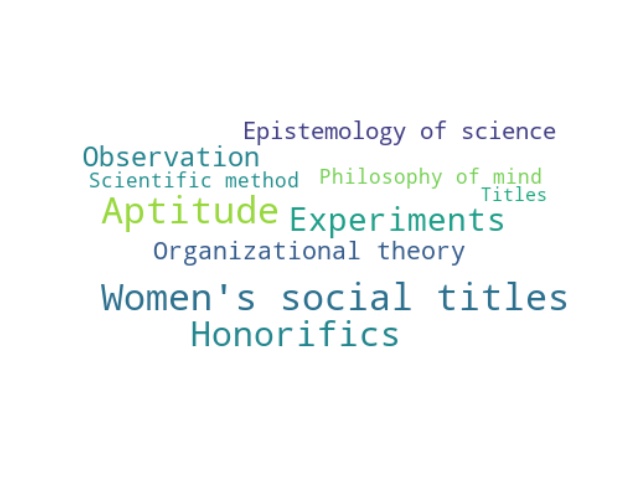 Epistemology of science
Observation
Scientific method
Philosophy of mind
Titles
Aptitude
Experiments
Organizational theory
Women's social titles
Honorifics